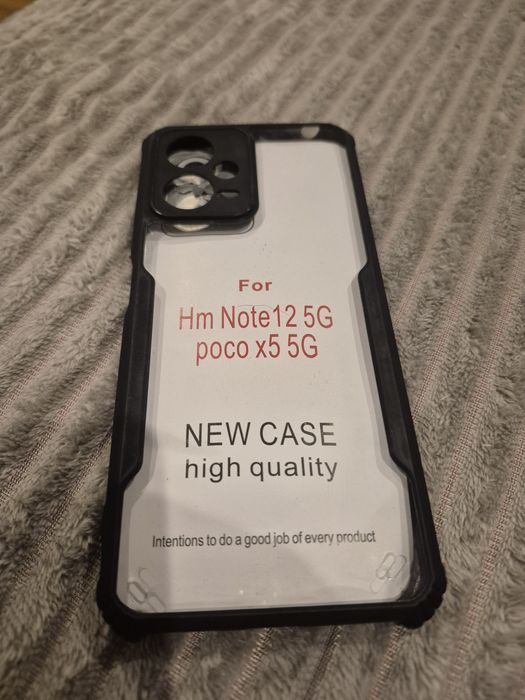 For
Hm Note12 5G
poco x5 5G
NEW CASE
high quality
Intentions to do a good job of every product